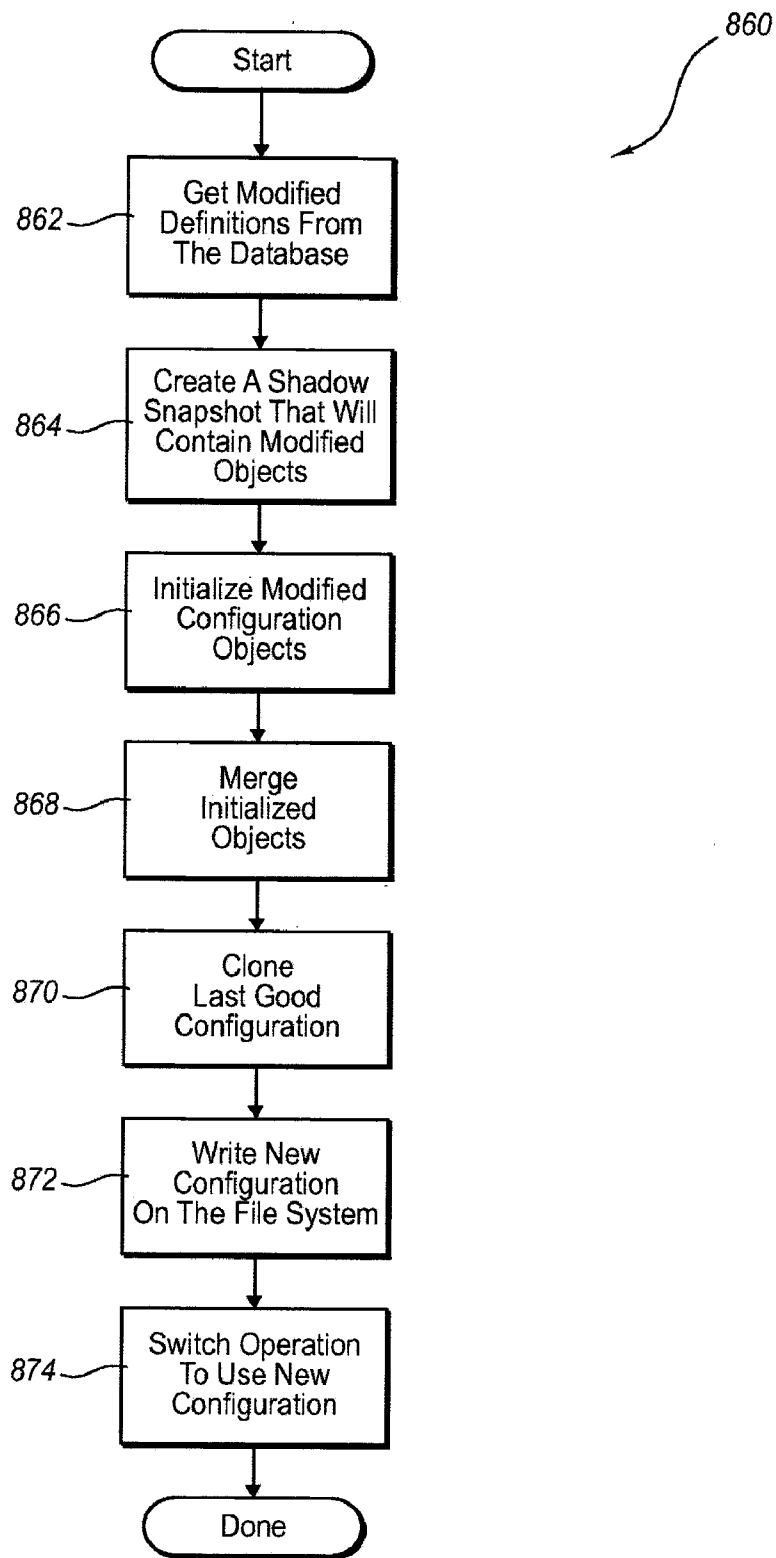 860
Start
862
Get Modified
Definitions From
The Database
864
Create A Shadow
Snapshot That Will
Contain Modified
Objects
866
Initialize Modified
Configuration
Objects
868
Merge
Initialized
Objects
870
Clone
Last Good
Configuration
872
Write New
Configuration
On The File System
874
Switch Operation
To Use New
Configuration
Done